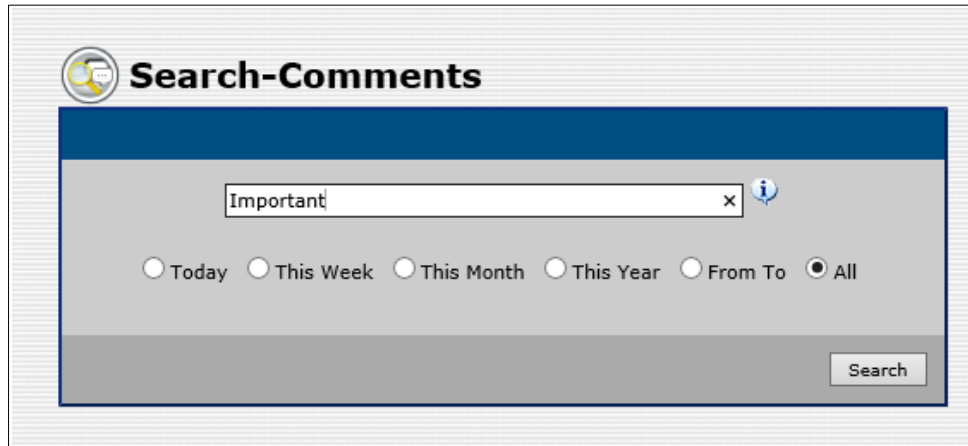 Search-Comments
Important
Today This Week This Month This Year From To All
Search